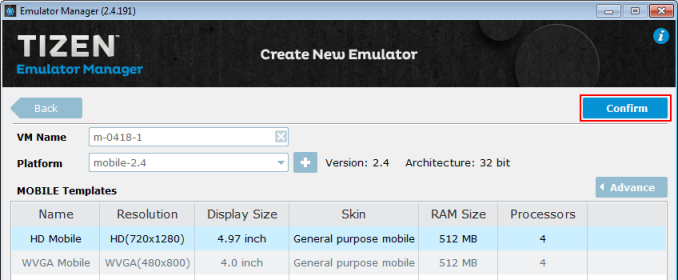 Emulator Manager (2.4.191)
TIZEN™
Emulator Manager
Create New Emulator
i
Back
Confirm
VM Name m-0418-1
Platform mobile-2.4 + Version: 2.4 Architecture: 32 bit
MOBILE Templates
Advance
Name Resolution Display Size Skin RAM Size Processors
HD Mobile HD(720x1280) 4.97 inch General purpose mobile 512 MB 4
WVGA Mobile WVGA(480x800) 4.0 inch General purpose mobile 512 MB 4